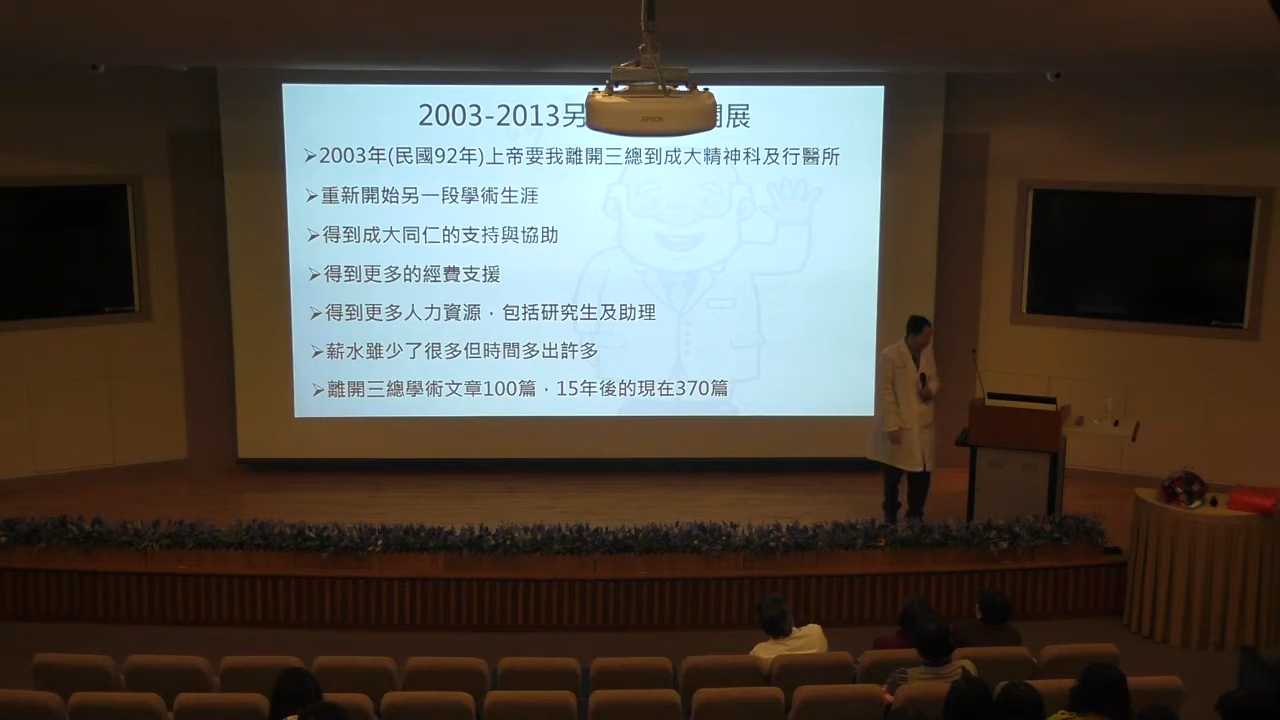 2003-2013另 開展
➢2003年(民國92年)上帝要我離開三總到成大精神科及行醫所
➢重新開始另一段學術生涯
➢得到成大同仁的支持與協助
➢得到更多的經費支援
➢得到更多人力資源，包括研究生及助理
➢薪水雖少了很多但時間多出許多
➢離開三總學術文章100篇，15年後的現在370篇
EPSON